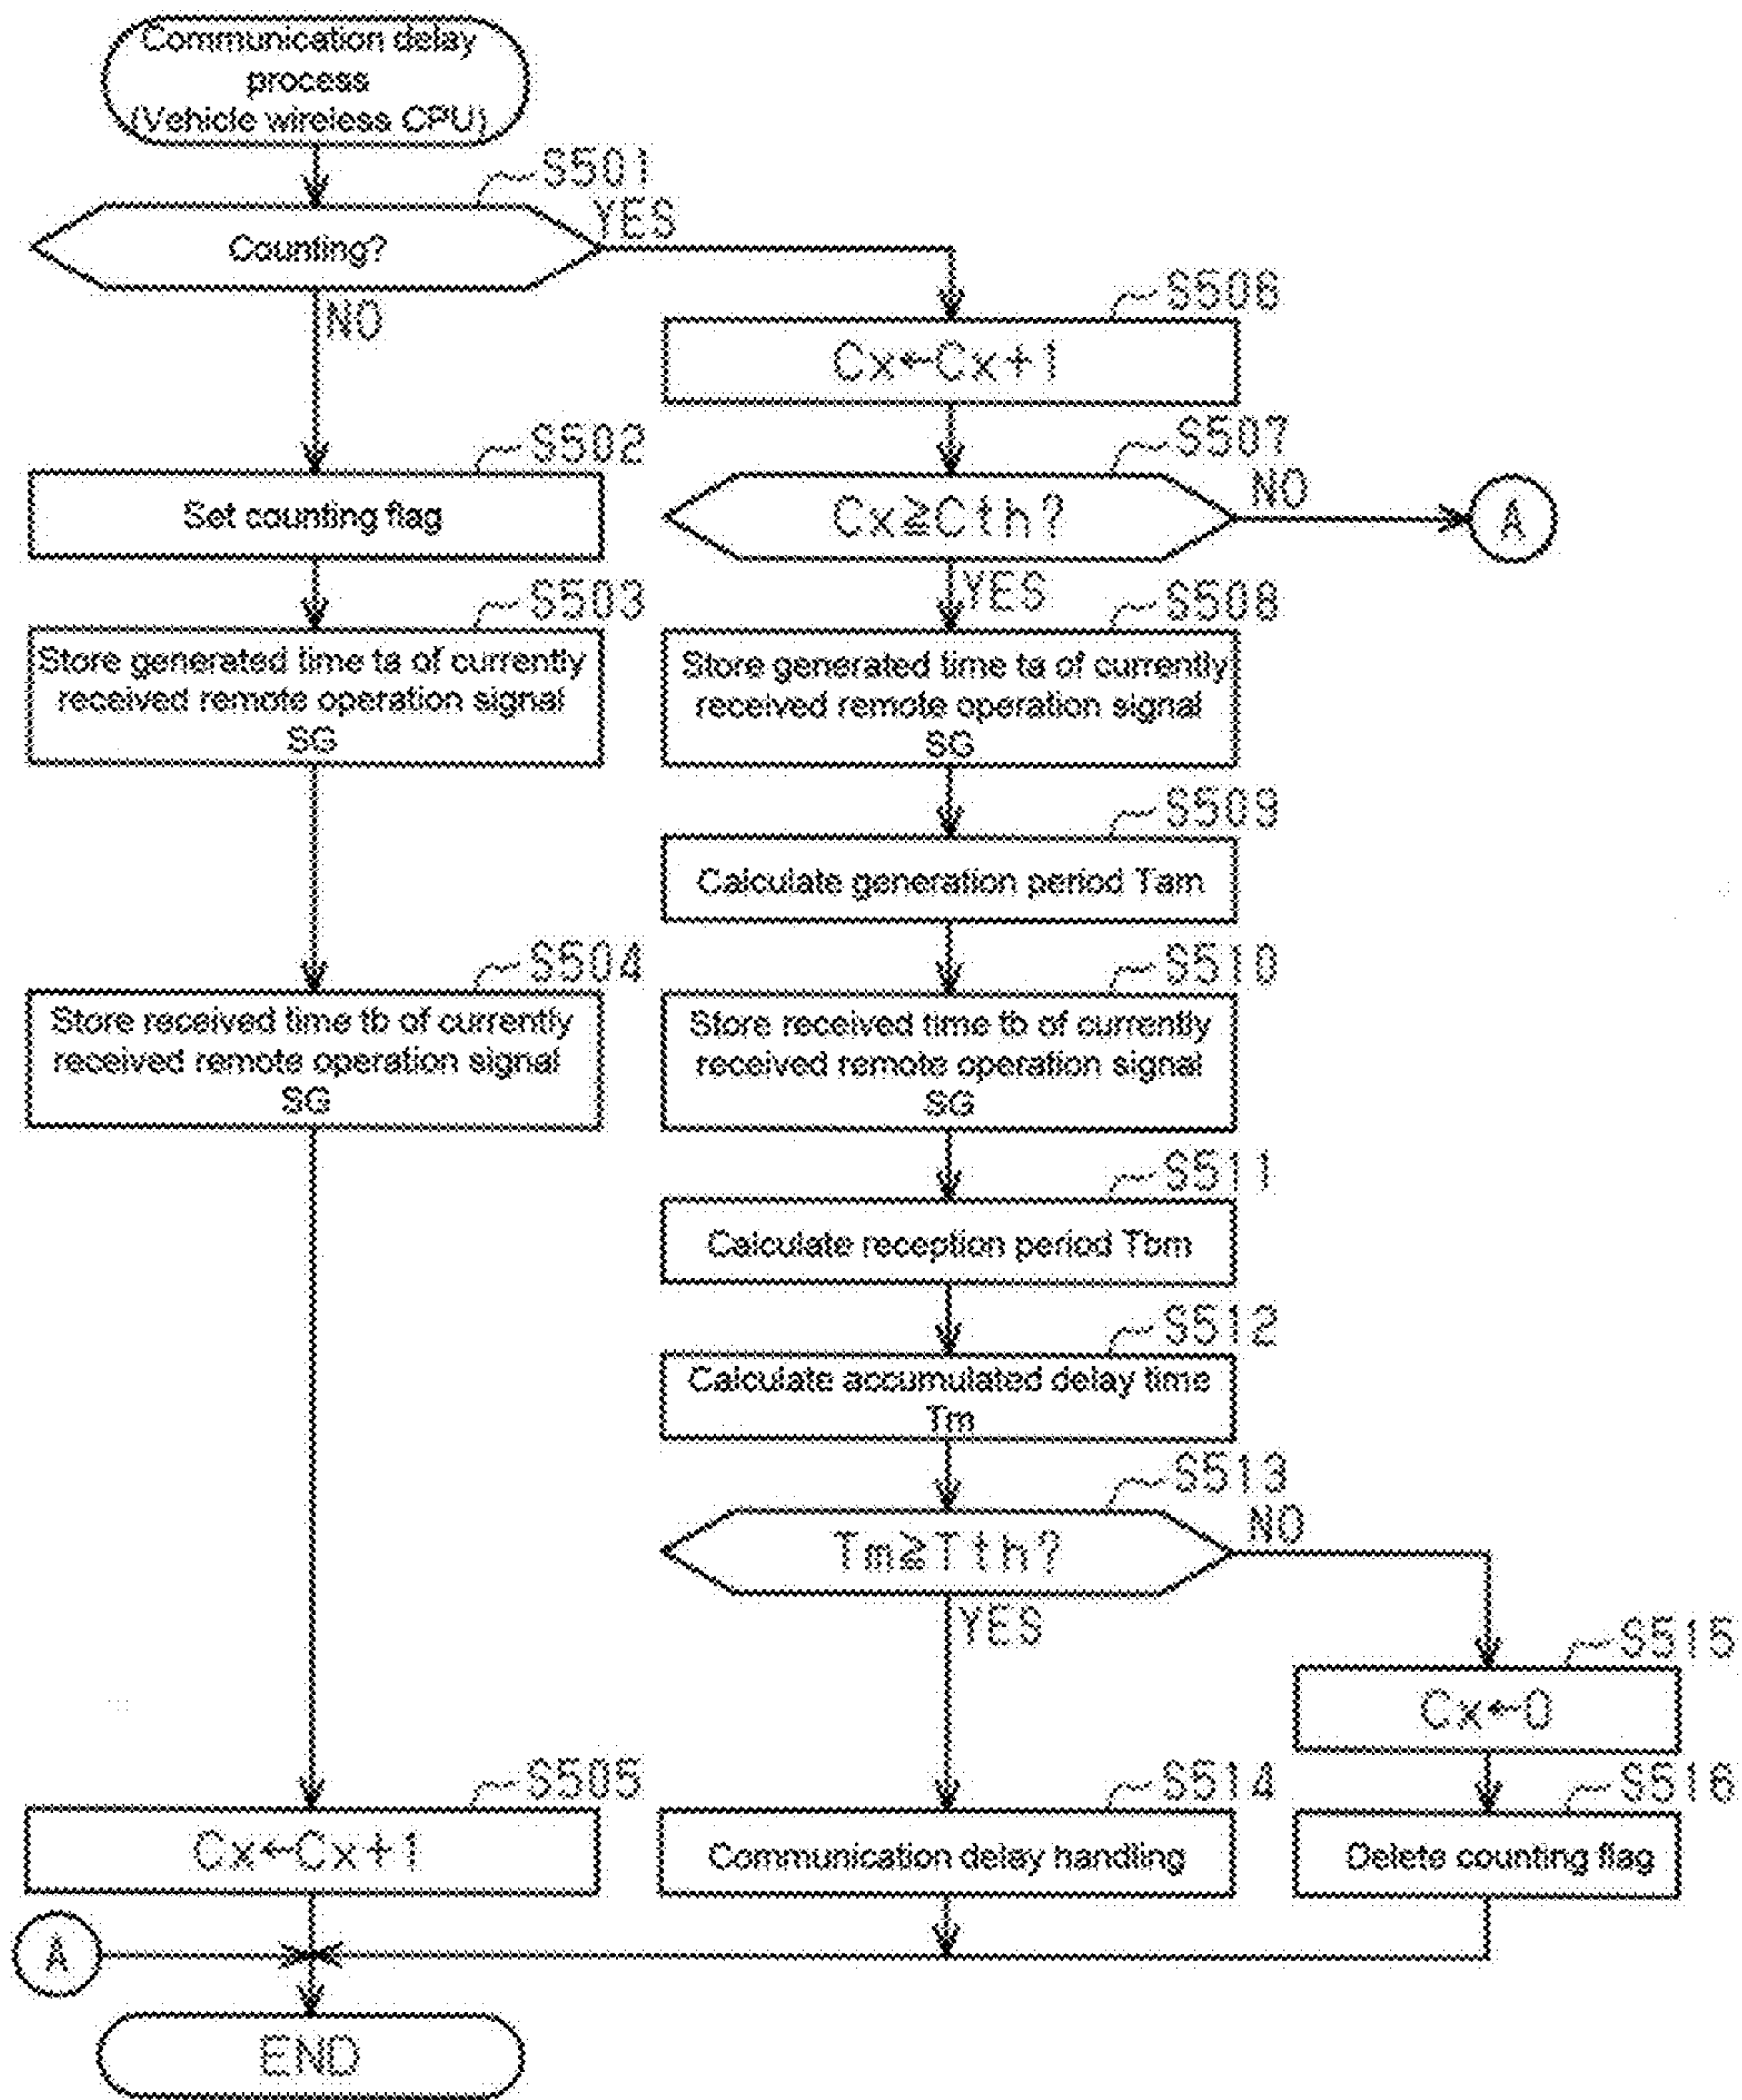 Communication delay
process
(Vehicle wireless CPU)
S501
Counting?
YES
NO
S506
Cx←Cx+1
S502
Set counting flag
S507
Cx≧Cth?
NO
A
YES
S503
Store generated time ta of currently
received remote operation signal
SG
S508
Store generated time ta of currently
received remote operation signal
SG
S509
Calculate generation period Tam
S504
Store received time tb of currently
received remote operation signal
SG
S510
Store received time tb of currently
received remote operation signal
SG
S511
Calculate reception period Tbm
S512
Calculate accumulated delay time
Tm
S513
Tm≧Tth?
NO
YES
S515
Cx←0
S505
Cx←Cx+1
S514
Communication delay handling
S516
Delete counting flag
A
END